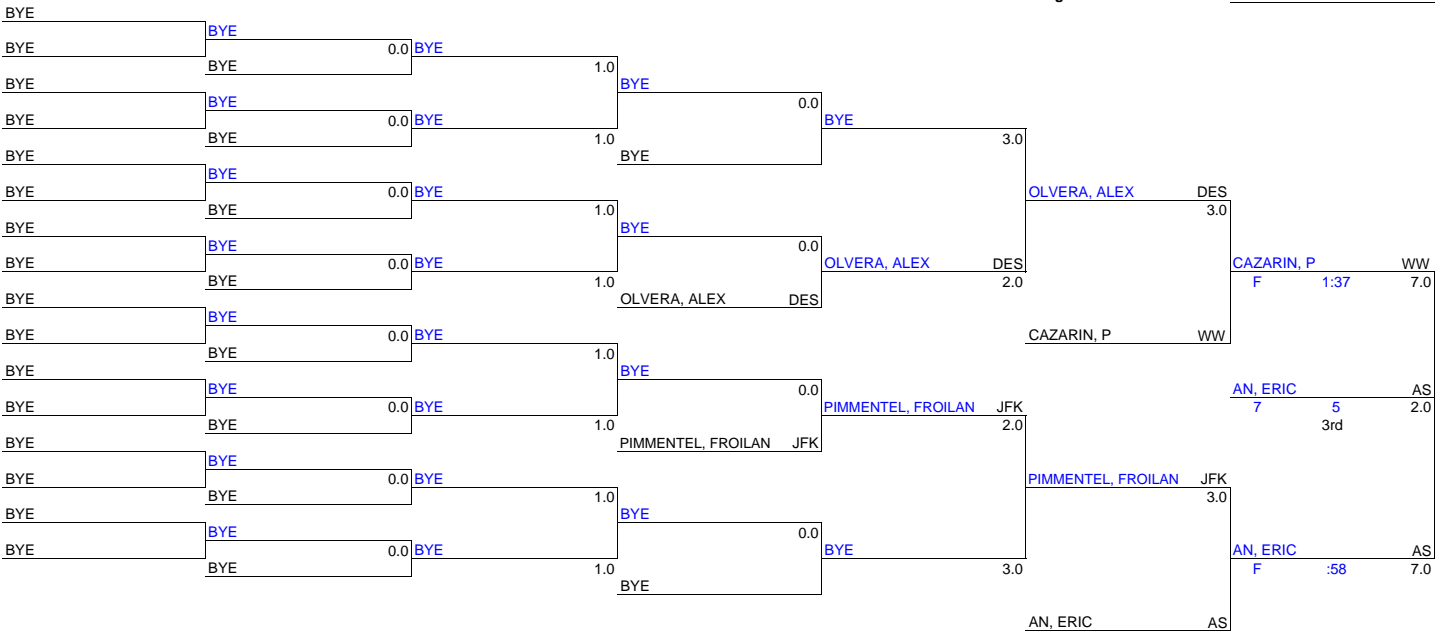 BYE
BYE
BYE 0.0 BYE
BYE 1.0
BYE
BYE
BYE
BYE 0.0
BYE 0.0 BYE
BYE
BYE
BYE 1.0 3.0
BYE
BYE
BYE
BYE 0.0 BYE
OLVERA, ALEX DES
BYE 1.0 3.0
BYE
BYE
BYE 0.0
BYE 0.0 BYE
OLVERA, ALEX DES
CAZARIN, P WW
BYE
BYE 1.0 2.0
F 1:37 7.0
BYE
OLVERA, ALEX DES
BYE
BYE
BYE 0.0 BYE
CAZARIN, P WW
BYE 1.0
BYE
BYE
BYE 0.0
AN, ERIC AS
BYE
BYE 0.0 BYE
PIMMENTEL, FROILAN JFK
7 5 2.0
BYE
BYE 1.0 2.0
3rd
PIMMENTEL, FROILAN JFK
BYE
BYE
BYE 0.0 BYE
PIMMENTEL, FROILAN JFK
BYE 1.0 3.0
BYE
BYE
BYE 0.0
BYE
BYE 0.0 BYE
BYE
AN, ERIC AS
BYE 1.0 3.0
F :58 7.0
BYE
AN, ERIC AS